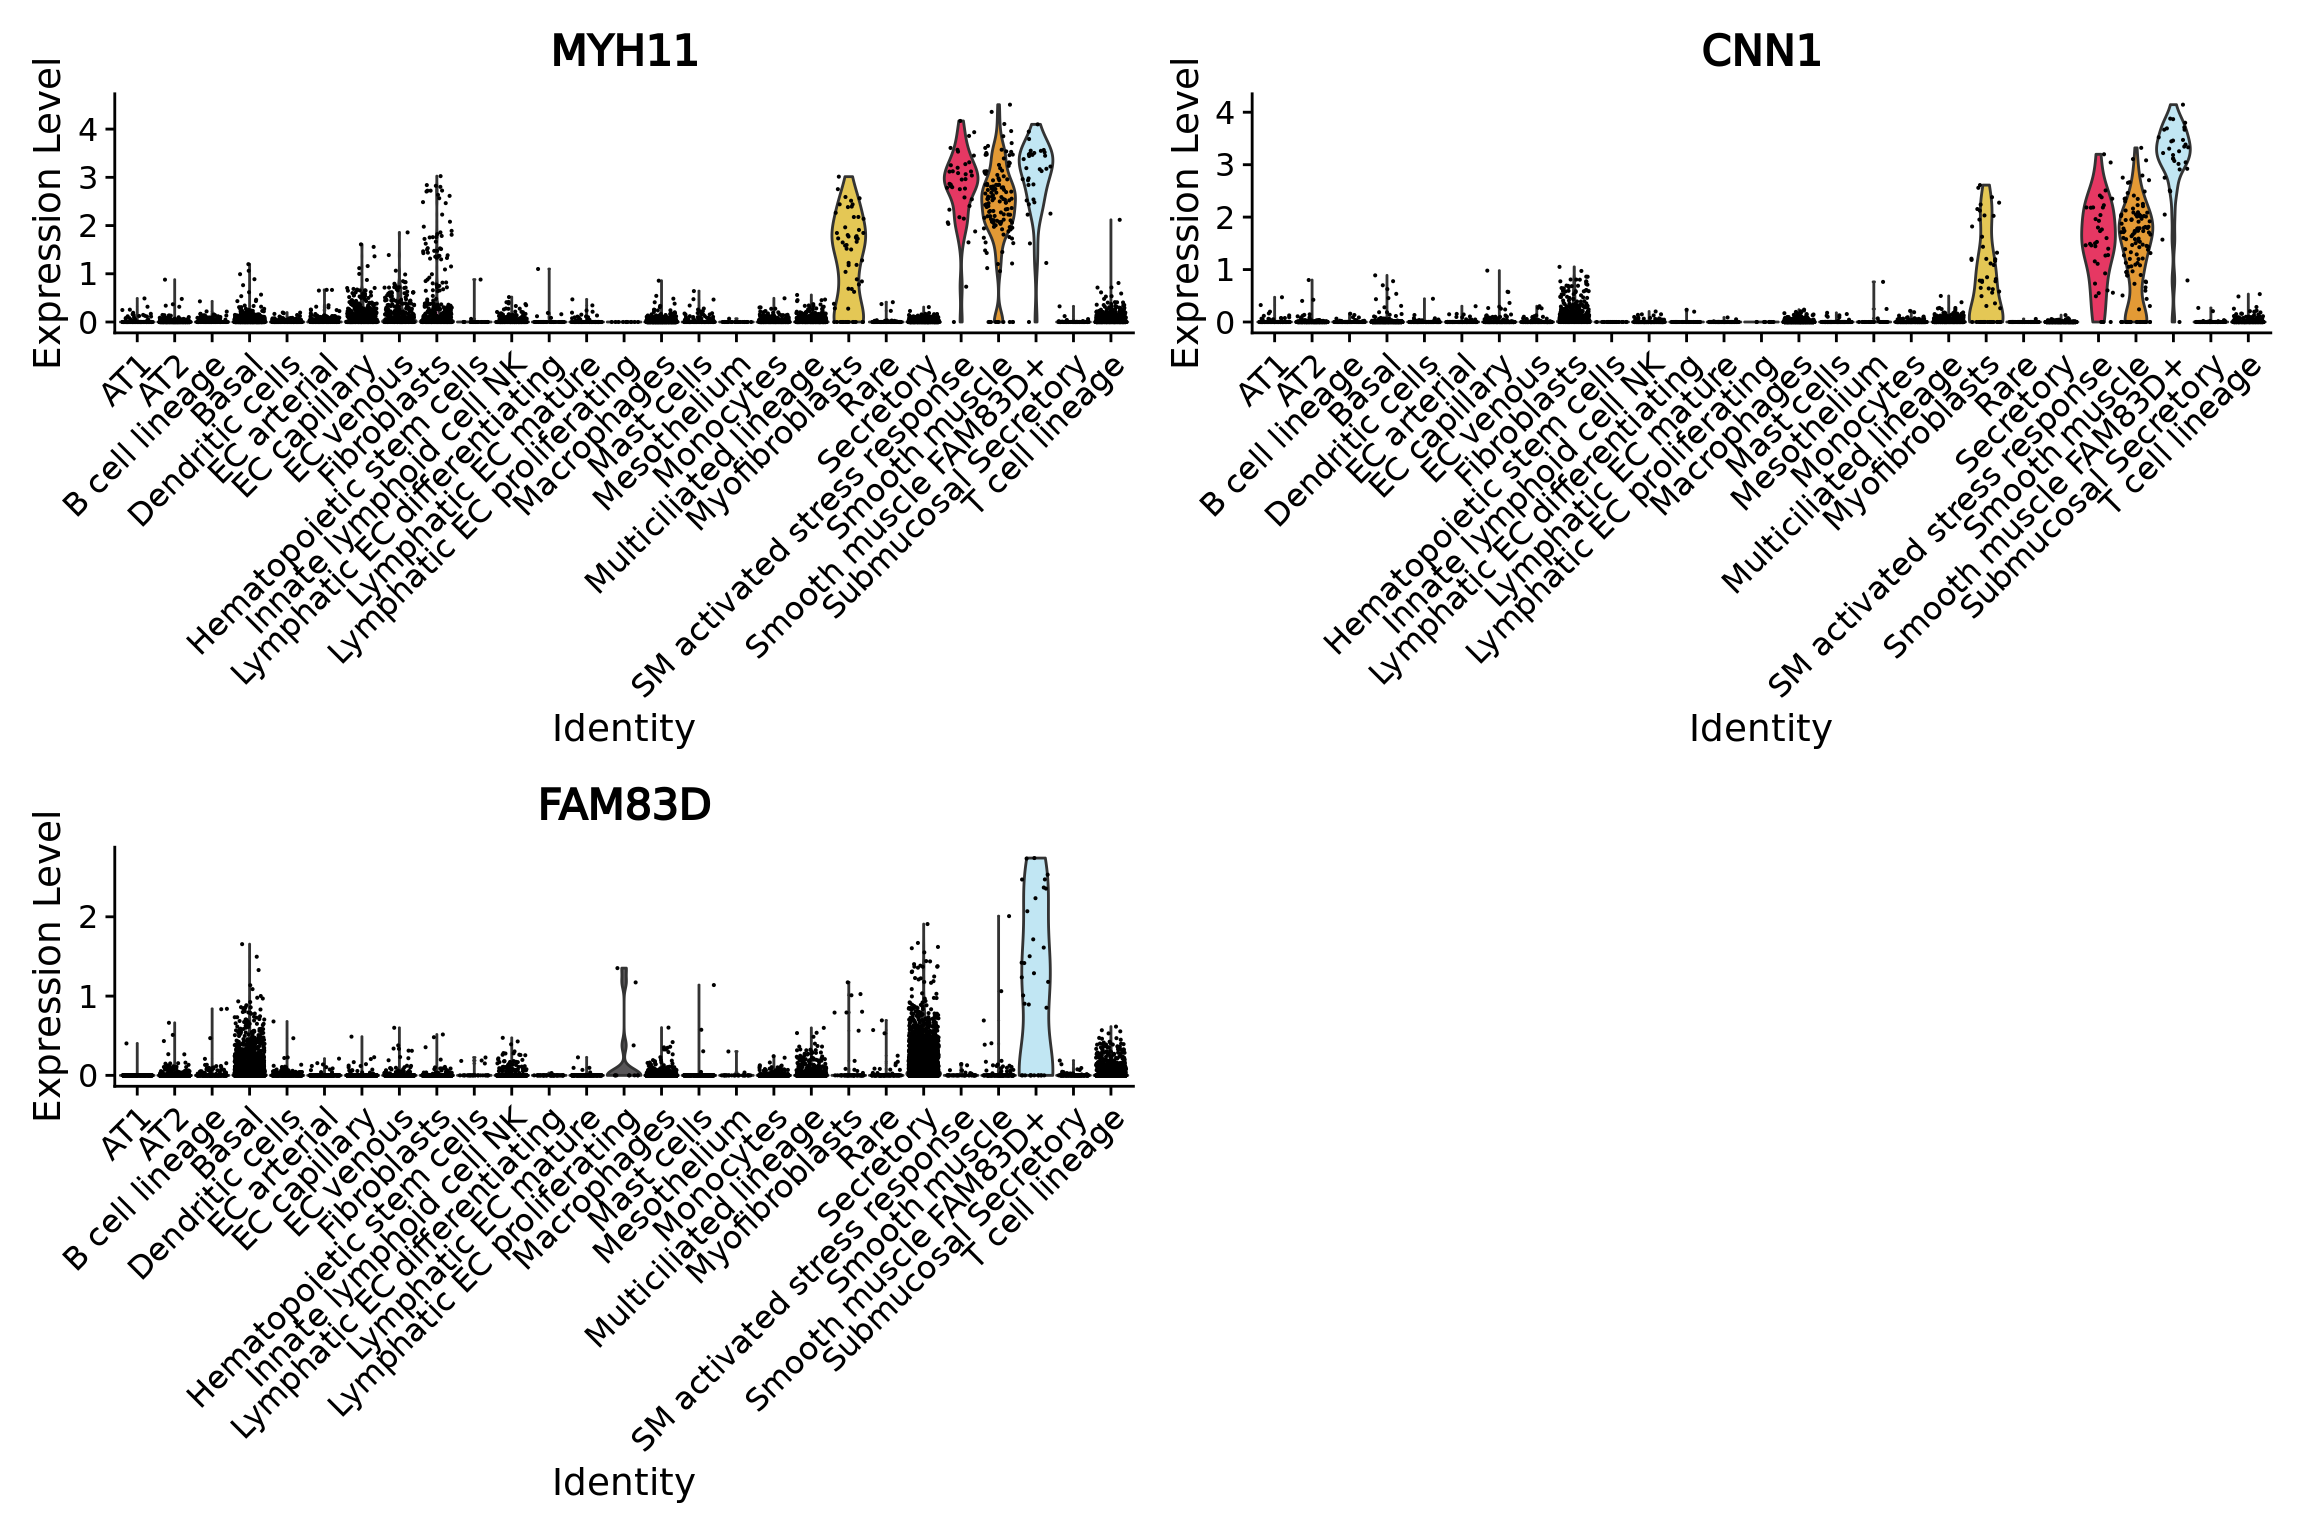 MYH11
Expression Level
4
3
2
1
0
AT1
AT2
B cell lineage
Basal
Dendritic cells
EC arterial
EC capillary
EC venous
Fibroblasts
Hematopoietic stem cells
Innate lymphoid cell NK
Lymphatic EC differentiating
Lymphatic EC mature
Lymphatic EC proliferating
Macrophages
Mast cells
Mesothelium
Monocytes
Multiciliated lineage
Myofibroblasts
Rare
Secretory
SM activated stress response
Smooth muscle
Smooth muscle FAM83D+
Submucosal Secretory
T cell lineage
Identity
CNN1
Expression Level
4
3
2
1
0
AT1
AT2
B cell lineage
Basal
Dendritic cells
EC arterial
EC capillary
EC venous
Fibroblasts
Hematopoietic stem cells
Innate lymphoid cell NK
Lymphatic EC differentiating
Lymphatic EC mature
Lymphatic EC proliferating
Macrophages
Mast cells
Mesothelium
Monocytes
Multiciliated lineage
Myofibroblasts
Rare
Secretory
SM activated stress response
Smooth muscle
Smooth muscle FAM83D+
Submucosal Secretory
T cell lineage
Identity
FAM83D
Expression Level
2
1
0
AT1
AT2
B cell lineage
Basal
Dendritic cells
EC arterial
EC capillary
EC venous
Fibroblasts
Hematopoietic stem cells
Innate lymphoid cell NK
Lymphatic EC differentiating
Lymphatic EC mature
Lymphatic EC proliferating
Macrophages
Mast cells
Mesothelium
Monocytes
Multiciliated lineage
Myofibroblasts
Rare
Secretory
SM activated stress response
Smooth muscle
Smooth muscle FAM83D+
Submucosal Secretory
T cell lineage
Identity